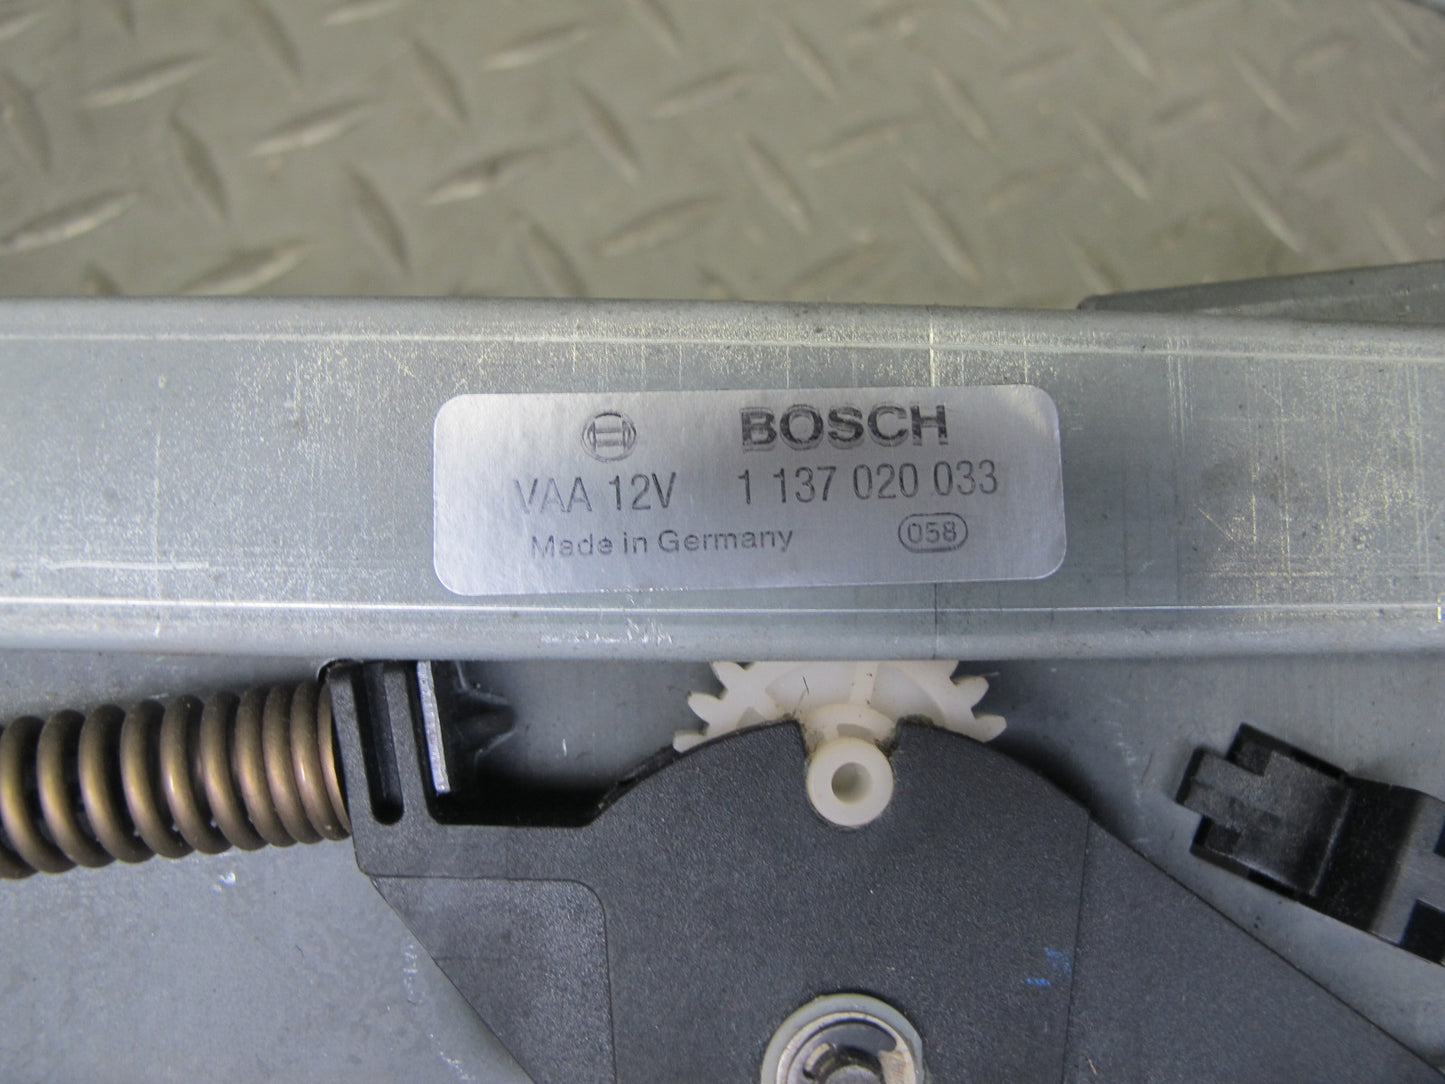 BOSCH
VAA 12V 1 137 020 033
Made in Germany 058